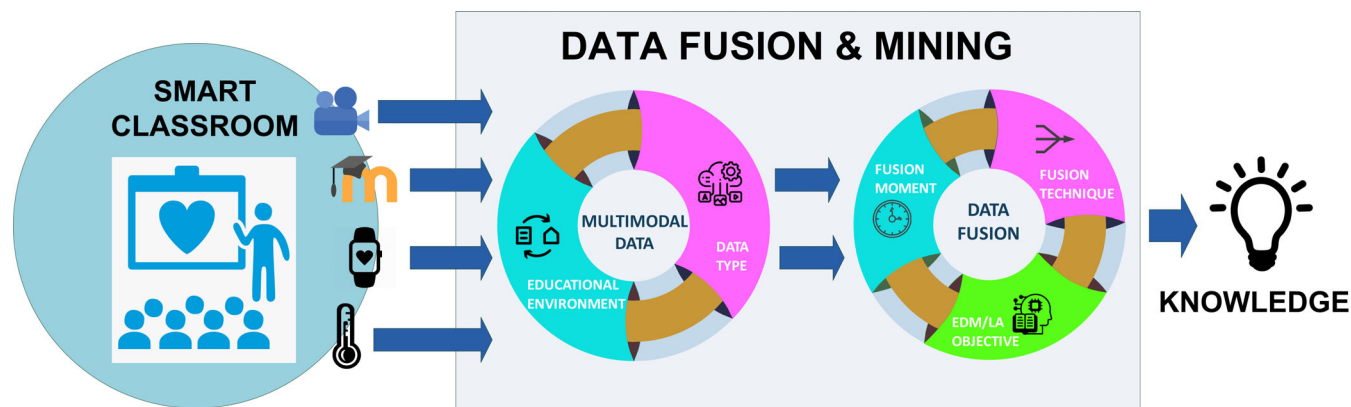 SMART
CLASSROOM
DATA FUSION & MINING
MULTIMODAL
DATA
DATA
TYPE
EDUCATIONAL
ENVIRONMENT
A
FUSION
MOMENT
FUSION
TECHNIQUE
DATA
FUSION
EDM/LA
OBJECTIVE
KNOWLEDGE